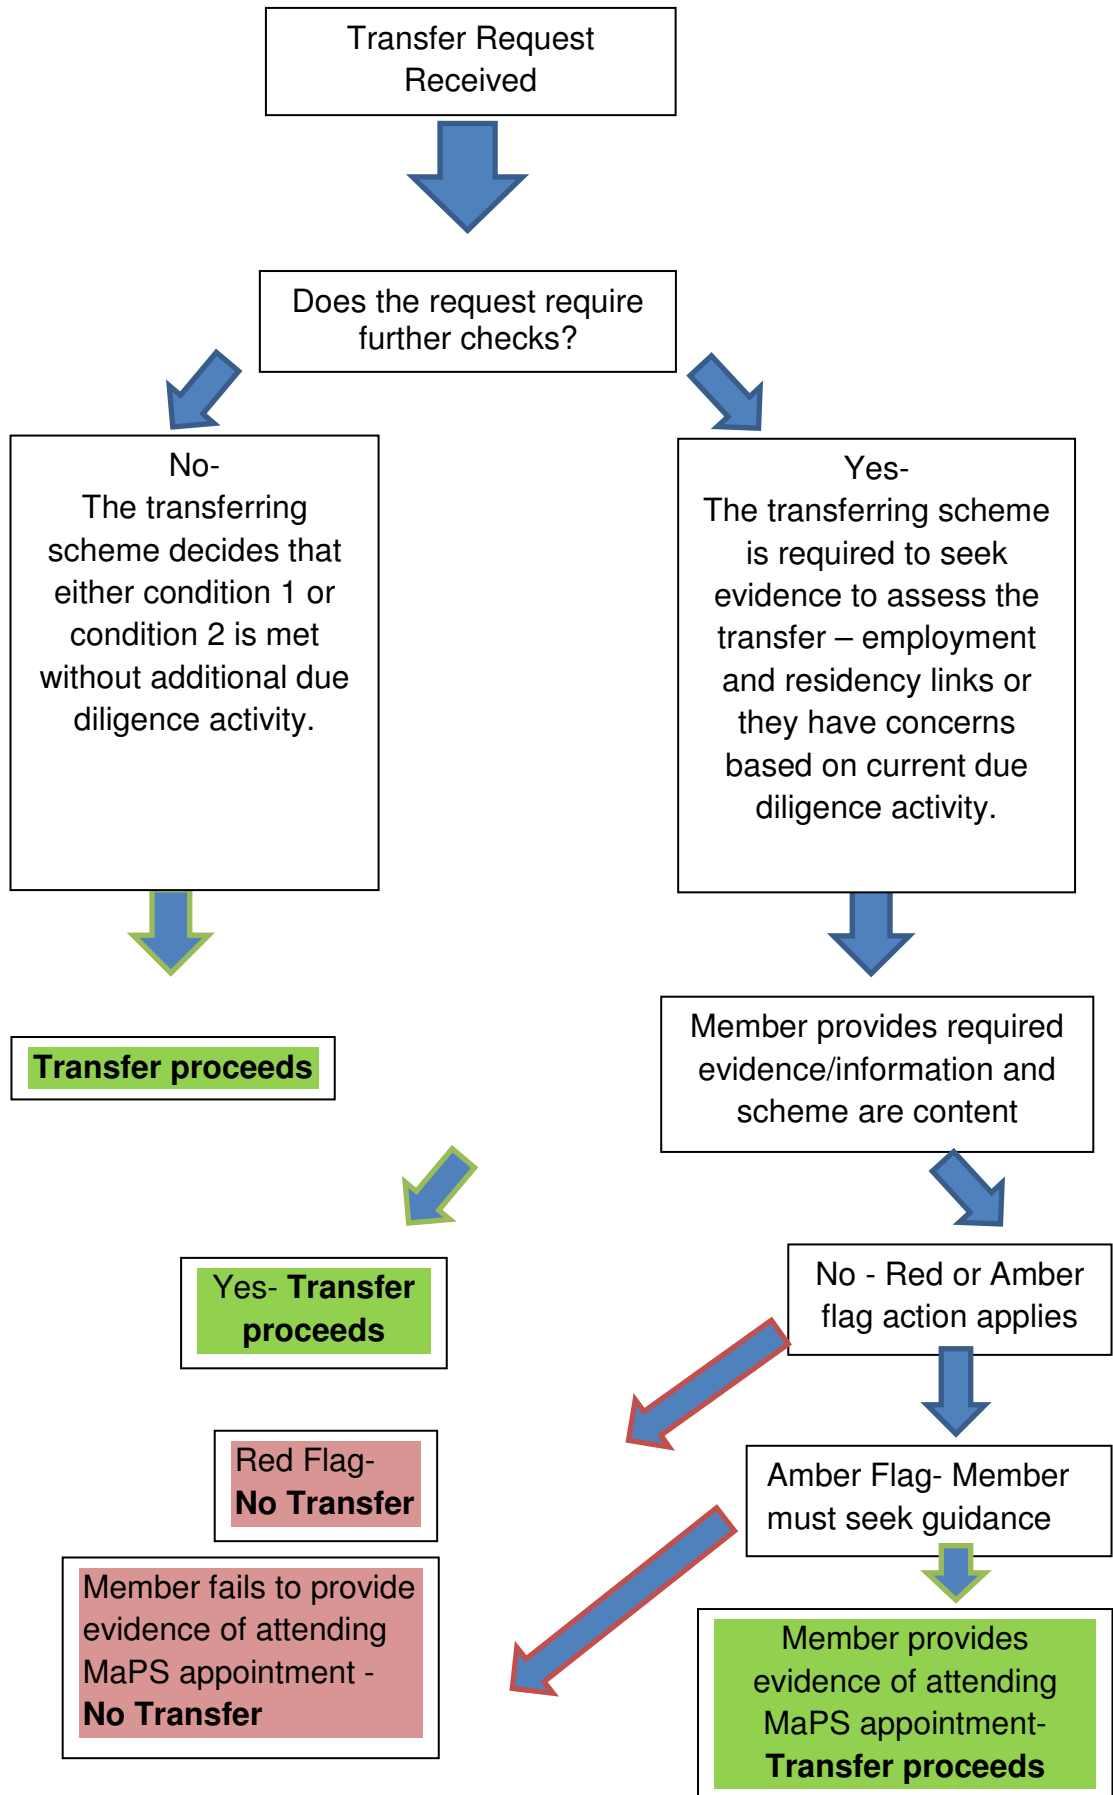 Transfer Request
Received
Does the request require
further checks?
No-
The transferring
scheme decides that
either condition 1 or
condition 2 is met
without additional due
diligence activity.
Yes-
The transferring scheme
is required to seek
evidence to assess the
transfer – employment
and residency links or
they have concerns
based on current due
diligence activity.
Transfer proceeds
Member provides required
evidence/information and
scheme are content
Yes- Transfer
proceeds
No - Red or Amber
flag action applies
Red Flag-
No Transfer
Amber Flag- Member
must seek guidance
Member fails to provide
evidence of attending
MaPS appointment -
No Transfer
Member provides
evidence of attending
MaPS appointment-
Transfer proceeds